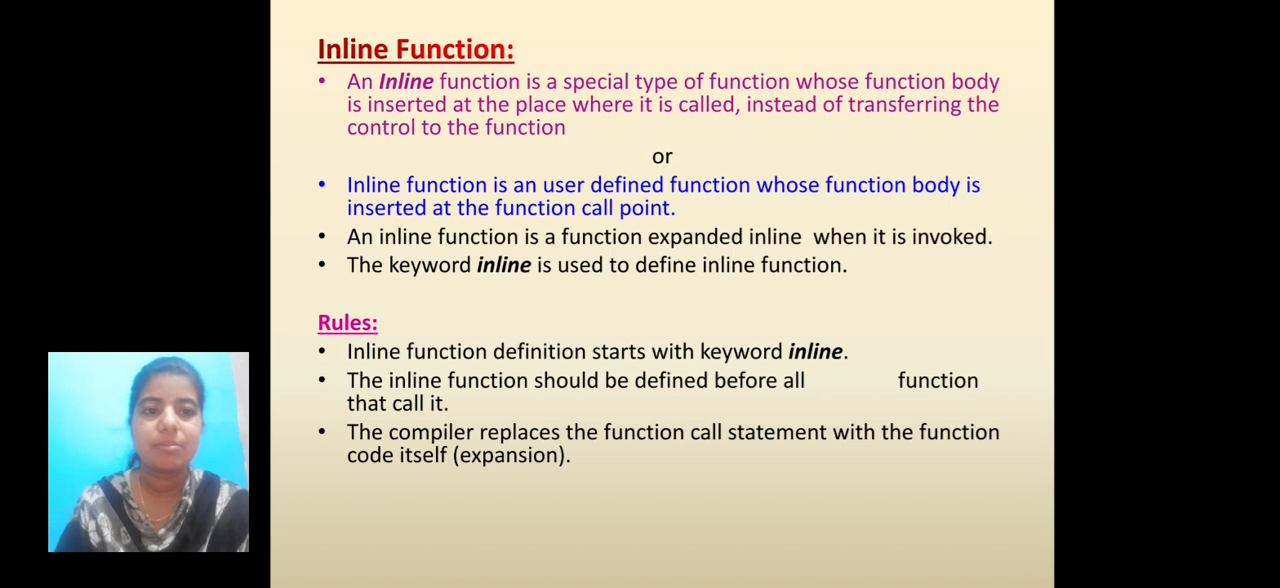 Inline Function:
• An Inline function is a special type of function whose function body
is inserted at the place where it is called, instead of transferring the
control to the function
or
• Inline function is an user defined function whose function body is
inserted at the function call point.
• An inline function is a function expanded inline when it is invoked.
• The keyword inline is used to define inline function.
Rules:
• Inline function definition starts with keyword inline.
• The inline function should be defined before all function
that call it.
• The compiler replaces the function call statement with the function
code itself (expansion).